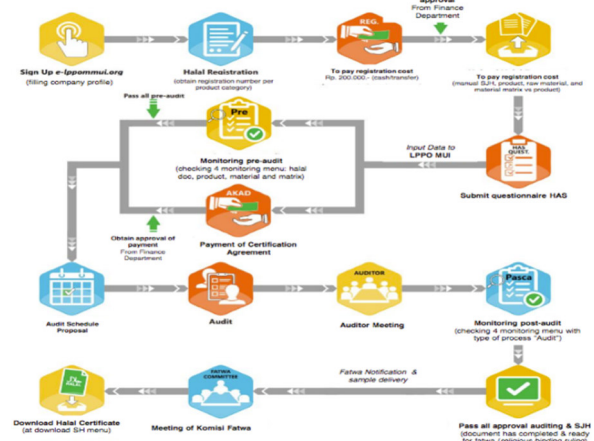 approval
From Finance
Department
REG.
Sign Up e-lppommui.org
(filling company profile)
Halal Registration
(obtain registration number per
product category)
To pay registration cost
Rp. 200.000,- (cash/transfer)
To pay registration cost
(manual SJH, product, raw material, and
material matrix vs product)
Pass all pre-audit
Pre
Monitoring pre-audit
(checking 4 monitoring menu: halal
doc, product, material and matrix)
Input Data to
LPPO MUI
HAS
QUEST.
Submit questionnaire HAS
AKAD
Obtain approval of
payment
From Finance
Department
Payment of Certification
Agreement
Audit Schedule
Proposal
Audit
AUDITOR
Auditor Meeting
Pasca
Monitoring post-audit
(checking 4 monitoring menu with
type of process "Audit")
Download Halal Certificate
(at download SH menu)
FATWA
COMMITTEE
Meeting of Komisi Fatwa
Fatwa Notification &
sample delivery
Pass all approval auditing & SJH
(document has completed & ready
for fatwa (religious binding ruling)